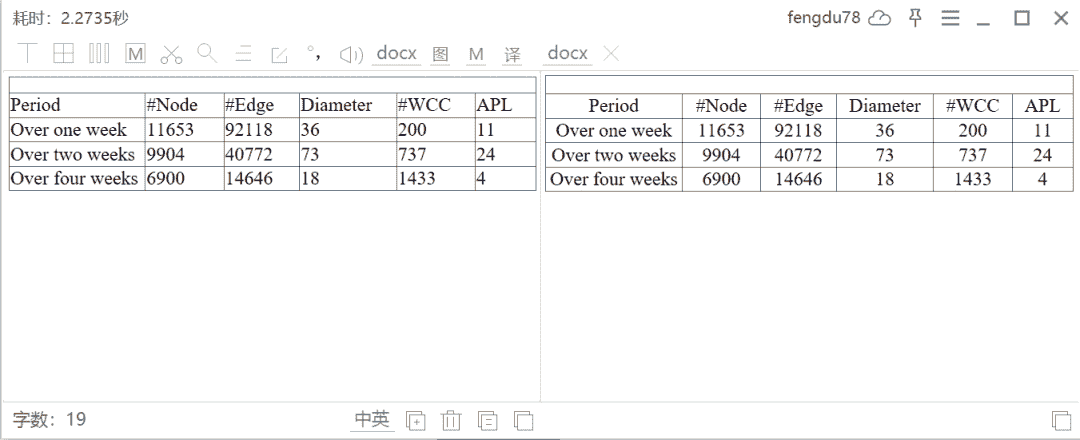 耗时：2.2735秒 fengdu78
M °, docx 图 M 译 docx
Period #Node #Edge Diameter #WCC APL
Over one week 11653 92118 36 200 11
Over two weeks 9904 40772 73 737 24
Over four weeks 6900 14646 18 1433 4
Period #Node #Edge Diameter #WCC APL
Over one week 11653 92118 36 200 11
Over two weeks 9904 40772 73 737 24
Over four weeks 6900 14646 18 1433 4
字数：19 中英